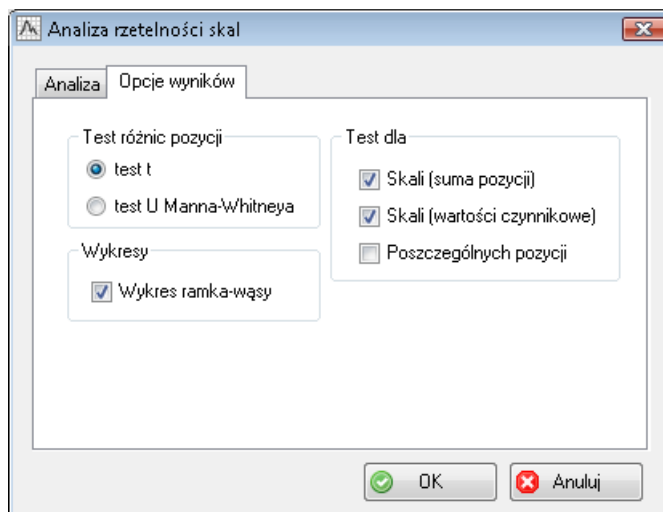 Analiza rzetelności skal
Analiza
Opcje wyników
Test różnic pozycji
test t
test U Manna-Whitneya
Wykresy
Wykres ramka-wąsy
Test dla
Skali (suma pozycji)
Skali (wartości czynnikowe)
Poszczególnych pozycji
OK
Anuluj